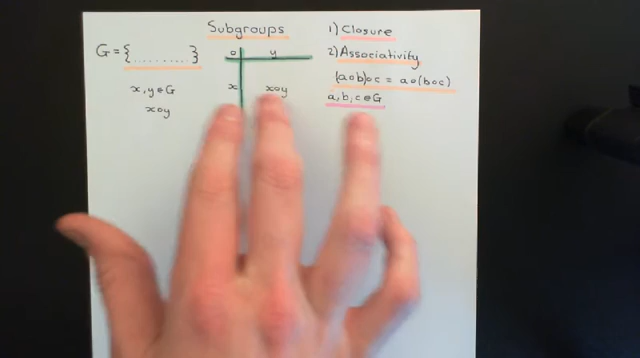 Subgroups
G = {.........}
x, y ∈ G
x∘y
∘ y
x x∘y
1) Closure
2) Associativity
(a∘b)∘c = a∘(b∘c)
a, b, c ∈ G